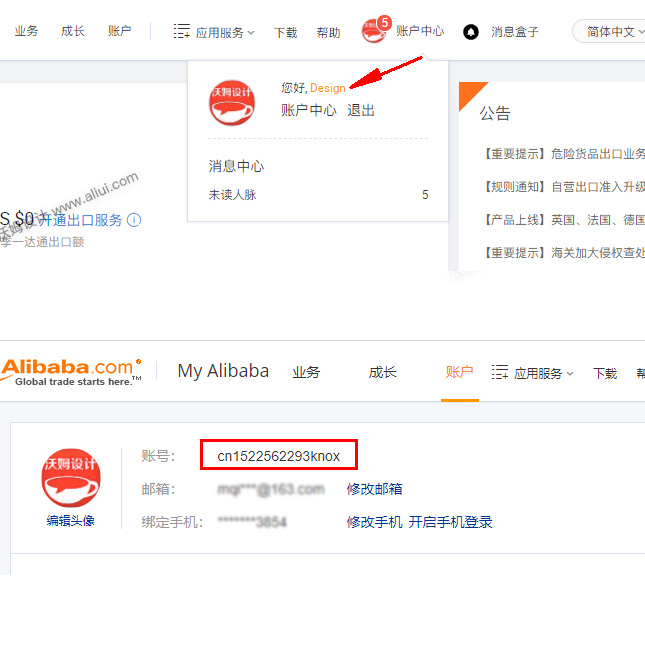 业务 成长 账户 应用服务 下载 帮助 5 账户中心 消息盒子 简体中文
沃姆设计 您好, Design
账户中心 退出
消息中心
未读人脉 5
公告
【重要提示】危险货品出口业务
【规则通知】自营出口准入升级
【产品上线】英国、法国、德国
【重要提示】海关加大侵权查处
沃姆设计 www.aliui.com
S $0 开通出口服务
季一达通出口额
Alibaba.com®
Global trade starts here.™
My Alibaba 业务 成长 账户 应用服务 下载
沃姆设计
编辑头像
账号: cn1522562293knox
邮箱: mqi***@163.com 修改邮箱
绑定手机: *******3854 修改手机 开启手机登录